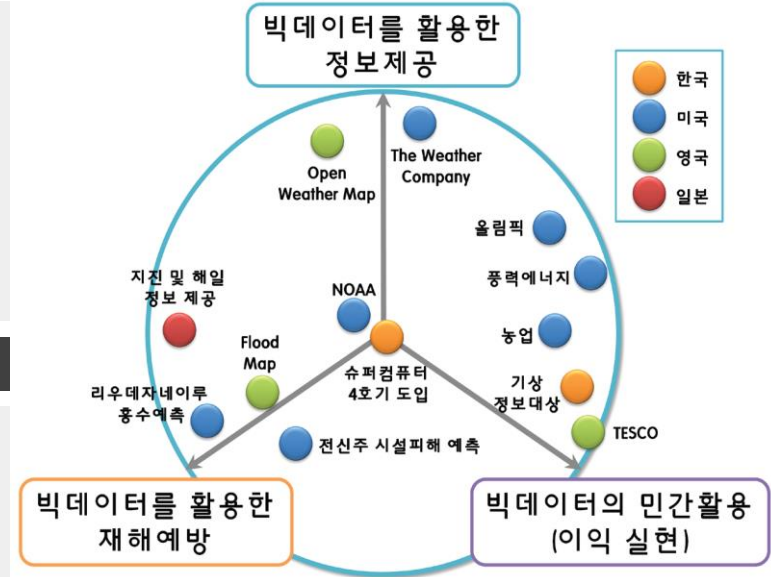 빅데이터를 활용한
정보제공
한국
미국
영국
일본
Open
Weather Map
The Weather
Company
올림픽
풍력에너지
지진 및 해일
정보 제공
NOAA
농업
Flood
Map
슈퍼컴퓨터
4호기 도입
기상
정보대상
리우데자네이루
홍수예측
TESCO
전신주 시설피해 예측
빅데이터를 활용한
재해예방
빅데이터의 민간활용
(이익 실현)